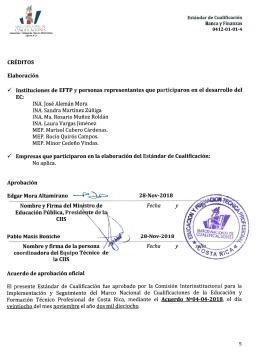 Estándar de Cualificación
Banca y Finanzas
0412-01-01-4
CRÉDITOS
Elaboración
✓ Instituciones de EFTP y personas representantes que participaron en el desarrollo del
EC:
INA. José Alemán Mora
INA. Sandra Martínez Zúñiga
INA. Ma. Rosario Muñoz Roldán
INA. Laura Vargas Jiménez
MEP. Marisel Cubero Cárdenas.
MEP. Rocío Quirós Campos.
MEP. Minor Cedeño Vindas.
✓ Empresas que participaron en la elaboración del Estándar de Cualificación:
No aplica.
Aprobación
Edgar Mora Altamirano 28-Nov-2018
Nombre y Firma del Ministro de Fecha y
Educación Pública, Presidente de la
CIIS
Pablo Masís Boniche 28-Nov-2018
Nombre y firma de la persona Fecha y
coordinadora del Equipo Técnico de
la CIIS
COSTA RICA
Acuerdo de aprobación oficial
El presente Estándar de Cualificación fue aprobado por la Comisión Interinstitucional para la
Implementación y Seguimiento del Marco Nacional de Cualificaciones de la Educación y
Formación Técnico Profesional de Costa Rica, mediante el Acuerdo Nº04-04-2018, el día
veintiocho del mes noviembre el año dos mil dieciocho.
5